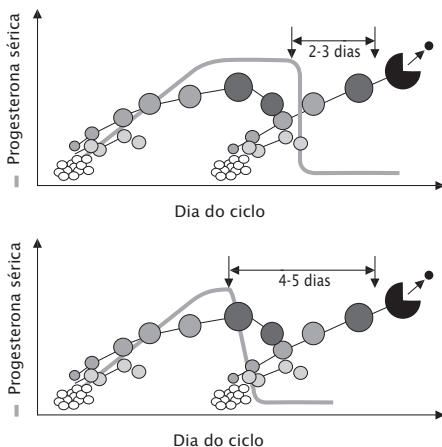 Progesterona sérica
2-3 dias
Dia do ciclo
Progesterona sérica
4-5 dias
Dia do ciclo